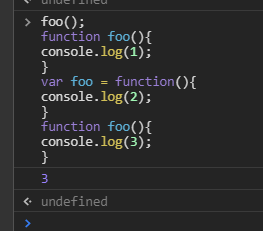 undefined
foo();
function foo(){
console.log(1);
}
var foo = function(){
console.log(2);
}
function foo(){
console.log(3);
}
3
undefined